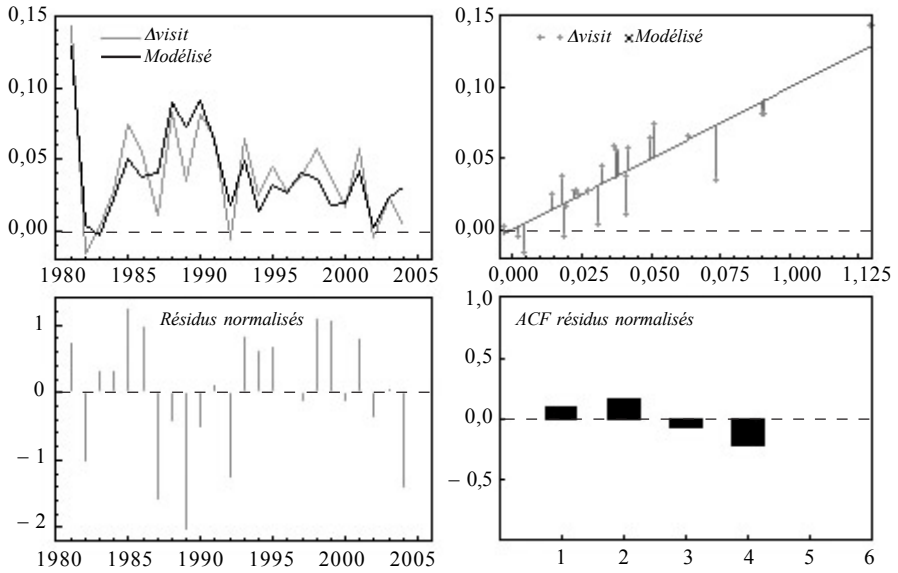 0,15
0,10
0,05
0,00
Δvisit
Modélisé
1980 1985 1990 1995 2000 2005
0,15
0,10
0,05
0,00
Δvisit Modélisé
0,000 0,025 0,050 0,075 1,000 1,125
1
0
– 1
– 2
Résidus normalisés
1980 1985 1990 1995 2000 2005
1,0
0,5
0,0
– 0,5
ACF résidus normalisés
1 2 3 4 5 6